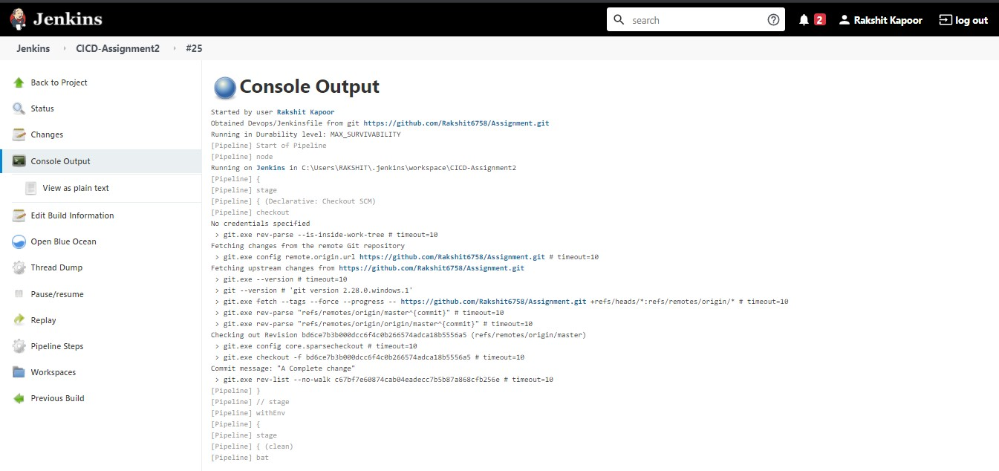 Jenkins
search
2
Rakshit Kapoor
log out
Jenkins
CICD-Assignment2
#25
Back to Project
Status
Changes
Console Output
View as plain text
Edit Build Information
Open Blue Ocean
Thread Dump
Pause/resume
Replay
Pipeline Steps
Workspaces
Previous Build
Console Output
Started by user Rakshit Kapoor
Obtained Devops/Jenkinsfile from git https://github.com/Rakshit6758/Assignment.git
Running in Durability level: MAX_SURVIVABILITY
[Pipeline] Start of Pipeline
[Pipeline] node
Running on Jenkins in C:\Users\RAKSHIT\.jenkins\workspace\CICD-Assignment2
[Pipeline] {
[Pipeline] stage
[Pipeline] { (Declarative: Checkout SCM)
[Pipeline] checkout
No credentials specified
> git.exe rev-parse --is-inside-work-tree # timeout=10
Fetching changes from the remote Git repository
> git.exe config remote.origin.url https://github.com/Rakshit6758/Assignment.git # timeout=10
Fetching upstream changes from https://github.com/Rakshit6758/Assignment.git
> git.exe --version # timeout=10
> git --version # 'git version 2.28.0.windows.1'
> git.exe fetch --tags --force --progress -- https://github.com/Rakshit6758/Assignment.git +refs/heads/*:refs/remotes/origin/* # timeout=10
> git.exe rev-parse "refs/remotes/origin/master^{commit}" # timeout=10
> git.exe rev-parse "refs/remotes/origin/origin/master^{commit}" # timeout=10
Checking out Revision bd6ce7b3b000dcc6f4c0b266574adca18b5556a5 (refs/remotes/origin/master)
> git.exe config core.sparsecheckout # timeout=10
> git.exe checkout -f bd6ce7b3b000dcc6f4c0b266574adca18b5556a5 # timeout=10
Commit message: "A Complete change"
> git.exe rev-list --no-walk c67bf7e60874cab04eadecc7b5b87a868cfb256e # timeout=10
[Pipeline] }
[Pipeline] // stage
[Pipeline] withEnv
[Pipeline] {
[Pipeline] stage
[Pipeline] { (clean)
[Pipeline] bat